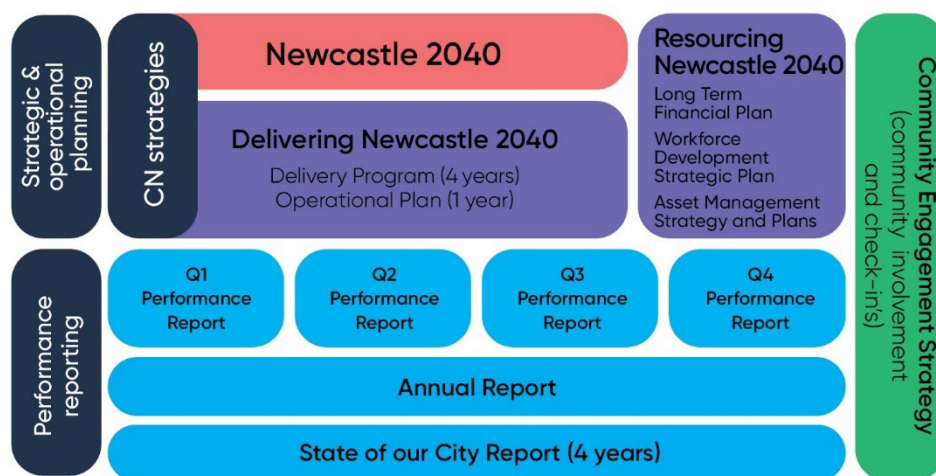 Strategic &
operational
planning
CN strategies
Newcastle 2040
Delivering Newcastle 2040
Delivery Program (4 years)
Operational Plan (1 year)
Resourcing
Newcastle 2040
Long Term
Financial Plan
Workforce
Development
Strategic Plan
Asset Management
Strategy and Plans
Community Engagement Strategy
(community involvement
and check-in's)
Performance
reporting
Q1
Performance
Report
Q2
Performance
Report
Q3
Performance
Report
Q4
Performance
Report
Annual Report
State of our City Report (4 years)